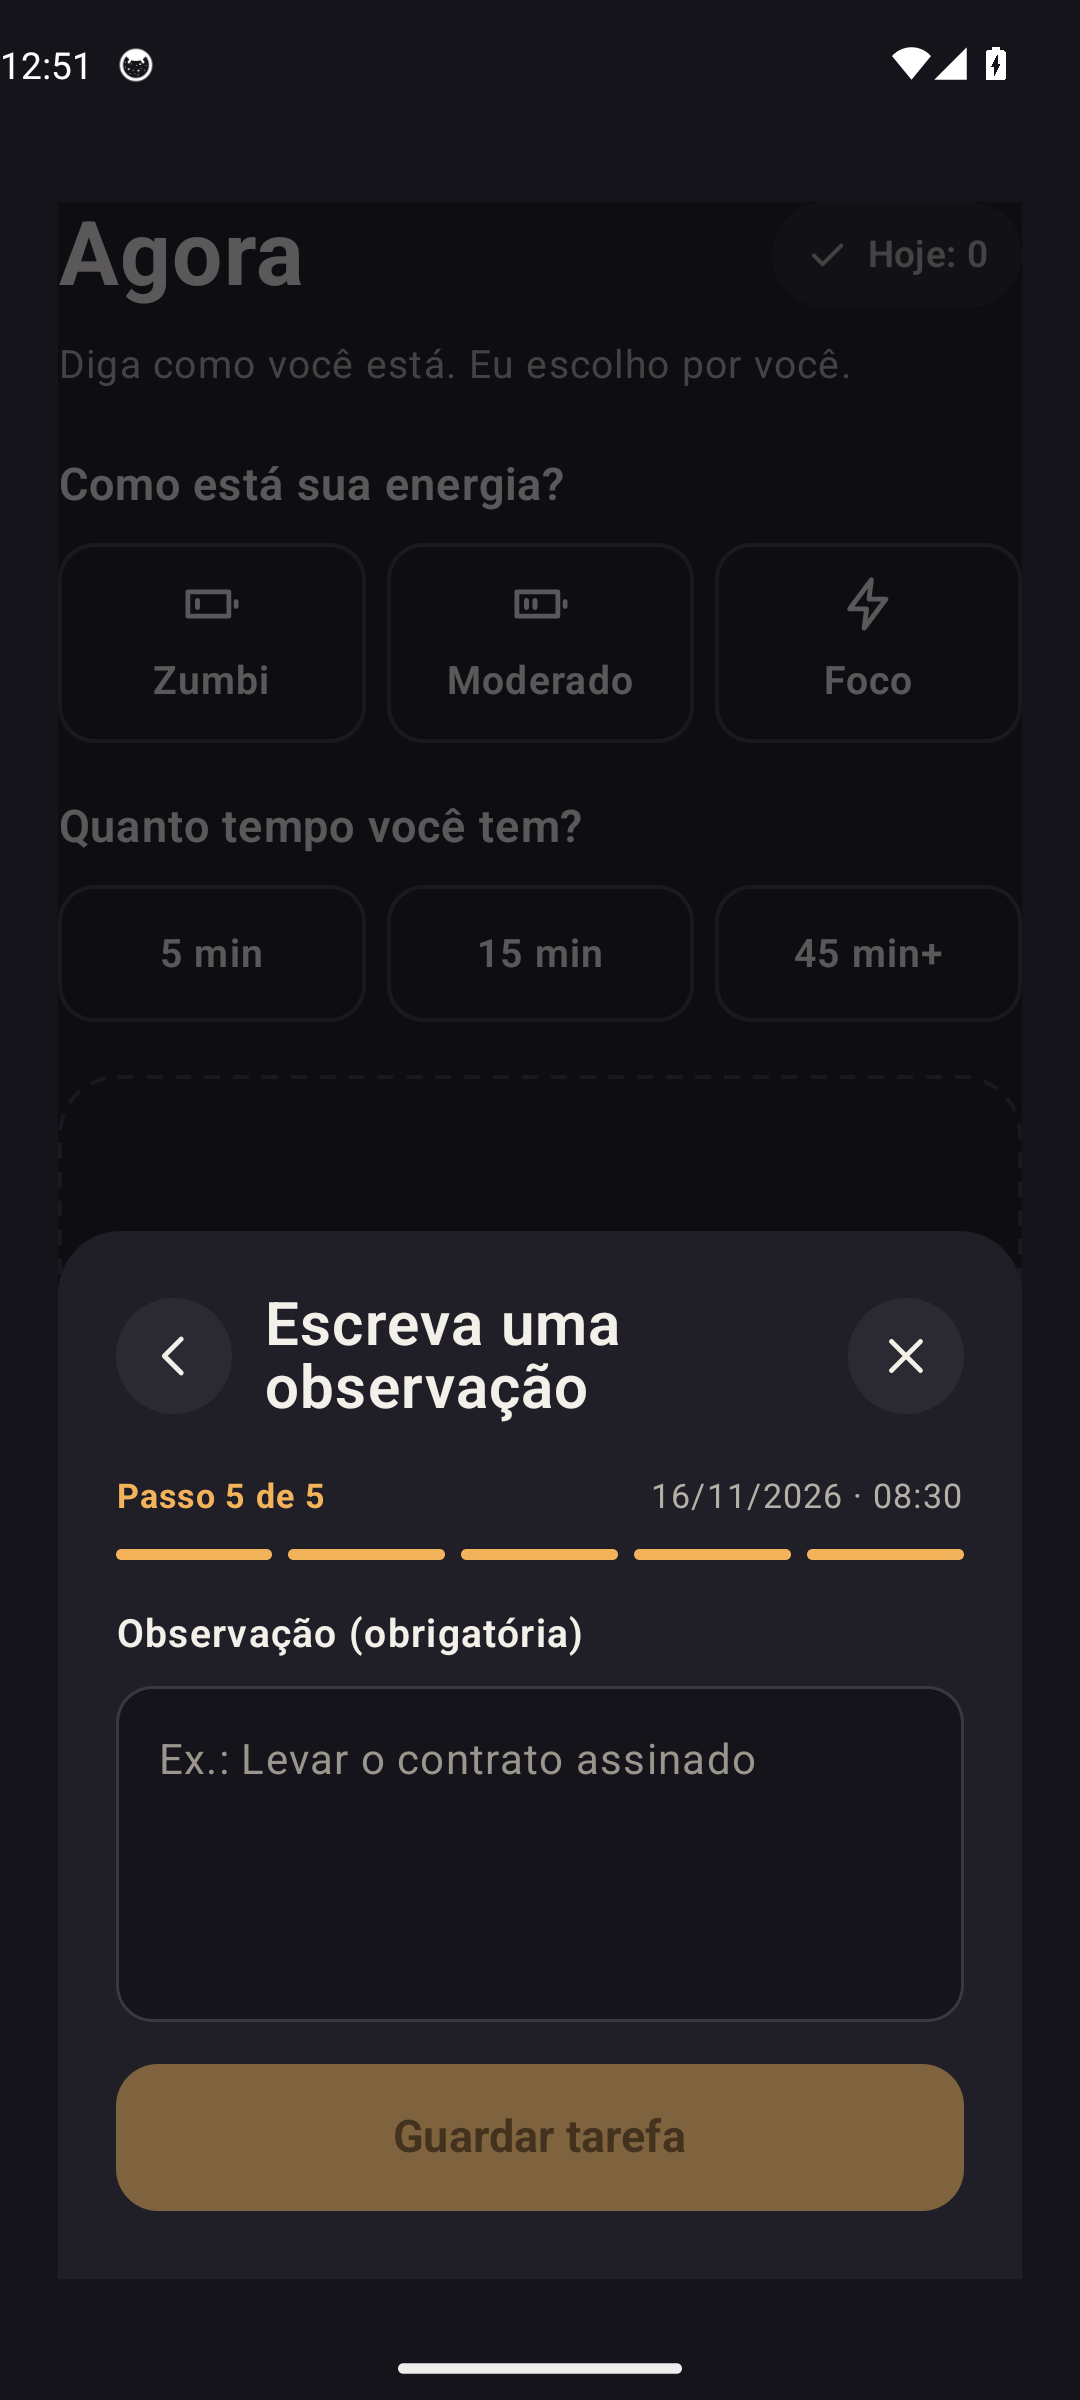 12:51
Agora
Hoje: 0
Diga como você está. Eu escolho por você.
Como está sua energia?
Zumbi
Moderado
Foco
Quanto tempo você tem?
5 min
15 min
45 min+
Escreva uma
observação
Passo 5 de 5
16/11/2026 · 08:30
Observação (obrigatória)
Ex.: Levar o contrato assinado
Guardar tarefa